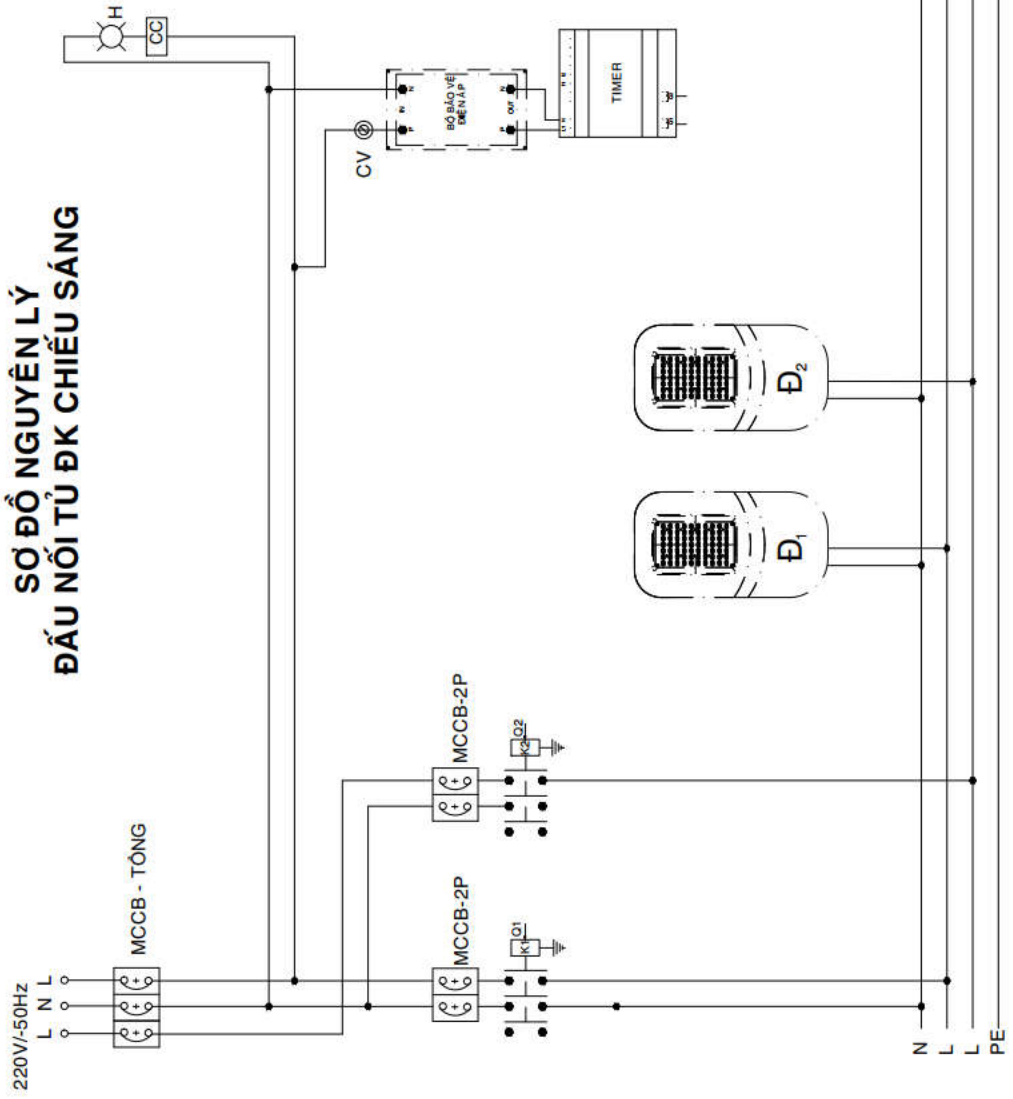 SƠ ĐỒ NGUYÊN LÝ
ĐẤU NỐI TỦ ĐK CHIẾU SÁNG
220V/-50Hz
L
N
L
MCCB - TỔNG
H
CC
CV
P
IN
N
BỘ BẢO VỆ
ĐIỆN ÁP
P
OUT
N
TIMER
MCCB-2P
MCCB-2P
K1
Q1
K2
Q2
Đ1
Đ2
N
L
L
PE